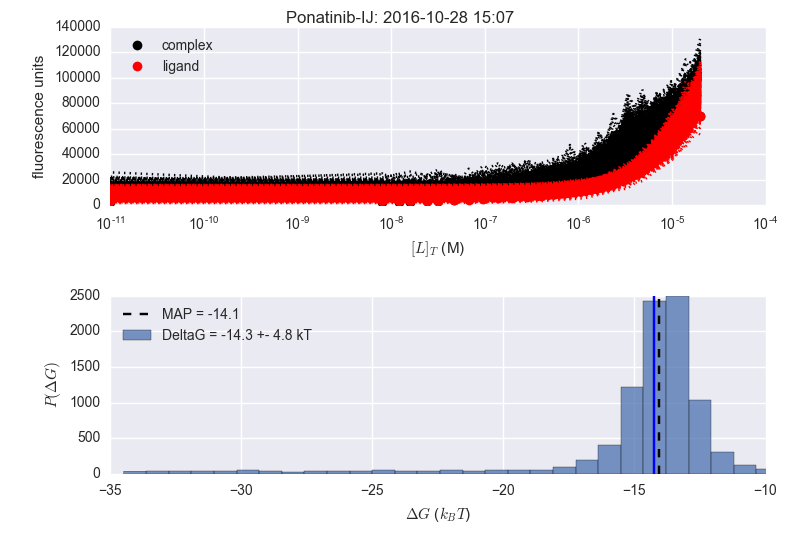 Ponatinib-IJ: 2016-10-28 15:07
140000
120000
100000
80000
60000
40000
20000
0
fluorescence units
complex
ligand
10⁻¹¹ 10⁻¹⁰ 10⁻⁹ 10⁻⁸ 10⁻⁷ 10⁻⁶ 10⁻⁵ 10⁻⁴
[L]_T (M)
2500
2000
1500
1000
500
0
P(ΔG)
MAP = -14.1
DeltaG = -14.3 +- 4.8 kT
−35 −30 −25 −20 −15 −10
ΔG (k_BT)